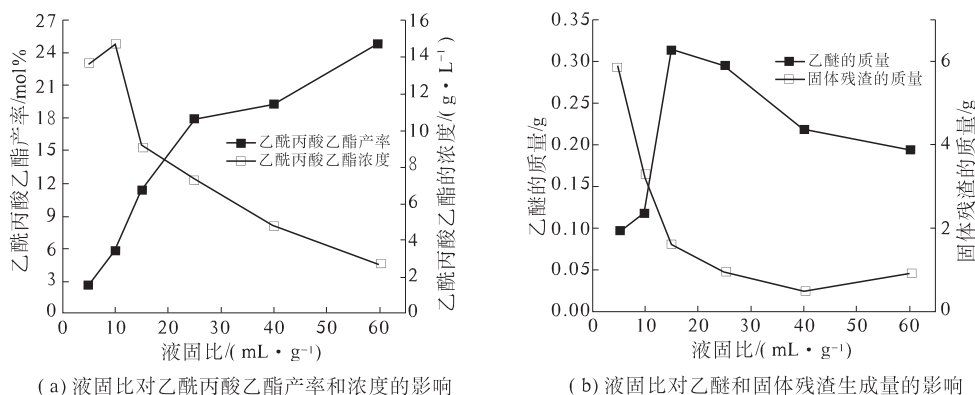 27
24
21
18
15
12
9
6
3
0
乙酰丙酸乙酯产率/mol%
16
14
12
10
8
6
4
2
0
乙酰丙酸乙酯的浓度/(g·L⁻¹)
乙酰丙酸乙酯产率
乙酰丙酸乙酯浓度
0 10 20 30 40 50 60
液固比/(mL·g⁻¹)
(a)液固比对乙酰丙酸乙酯产率和浓度的影响
0.35
0.30
0.25
0.20
0.15
0.10
0.05
0.00
乙醚的质量/g
6
6
4
2
0
固体残渣的质量/g
乙醚的质量
固体残渣的质量
0 10 20 30 40 50 60
液固比/(mL·g⁻¹)
(b)液固比对乙醚和固体残渣生成量的影响